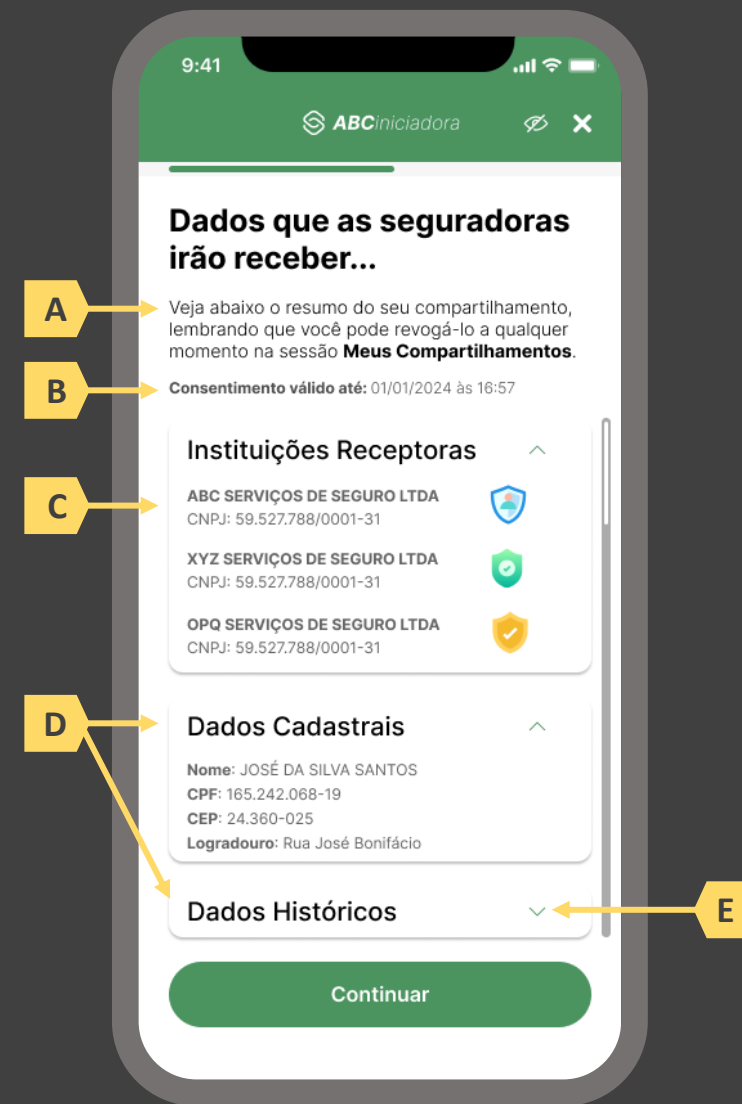 9:41
ABCiniciadora
Dados que as seguradoras
irão receber...
A
Veja abaixo o resumo do seu compartilhamento,
lembrando que você pode revogá-lo a qualquer
momento na sessão Meus Compartilhamentos.
B
Consentimento válido até: 01/01/2024 às 16:57
Instituições Receptoras
C
ABC SERVIÇOS DE SEGURO LTDA
CNPJ: 59.527.788/0001-31
XYZ SERVIÇOS DE SEGURO LTDA
CNPJ: 59.527.788/0001-31
OPQ SERVIÇOS DE SEGURO LTDA
CNPJ: 59.527.788/0001-31
D
Dados Cadastrais
Nome: JOSÉ DA SILVA SANTOS
CPF: 165.242.068-19
CEP: 24.360-025
Logradouro: Rua José Bonifácio
Dados Históricos
E
Continuar